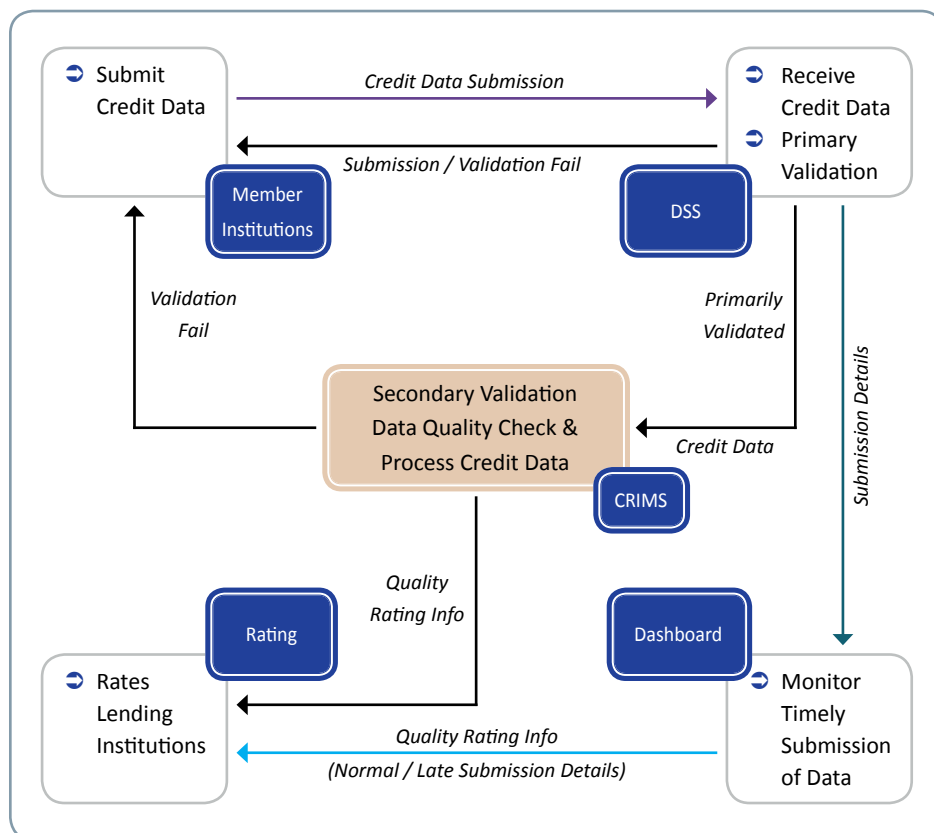 Submit
Credit Data
Credit Data Submission
Receive
Credit Data
Primary
Validation
Submission / Validation Fail
Member
Institutions
DSS
Validation
Fail
Primarily
Validated
Submission Details
Secondary Validation
Data Quality Check &
Process Credit Data
Credit Data
CRIMS
Quality
Rating Info
Rating
Dashboard
Rates
Lending
Institutions
Monitor
Timely
Submission
of Data
Quality Rating Info
(Normal / Late Submission Details)